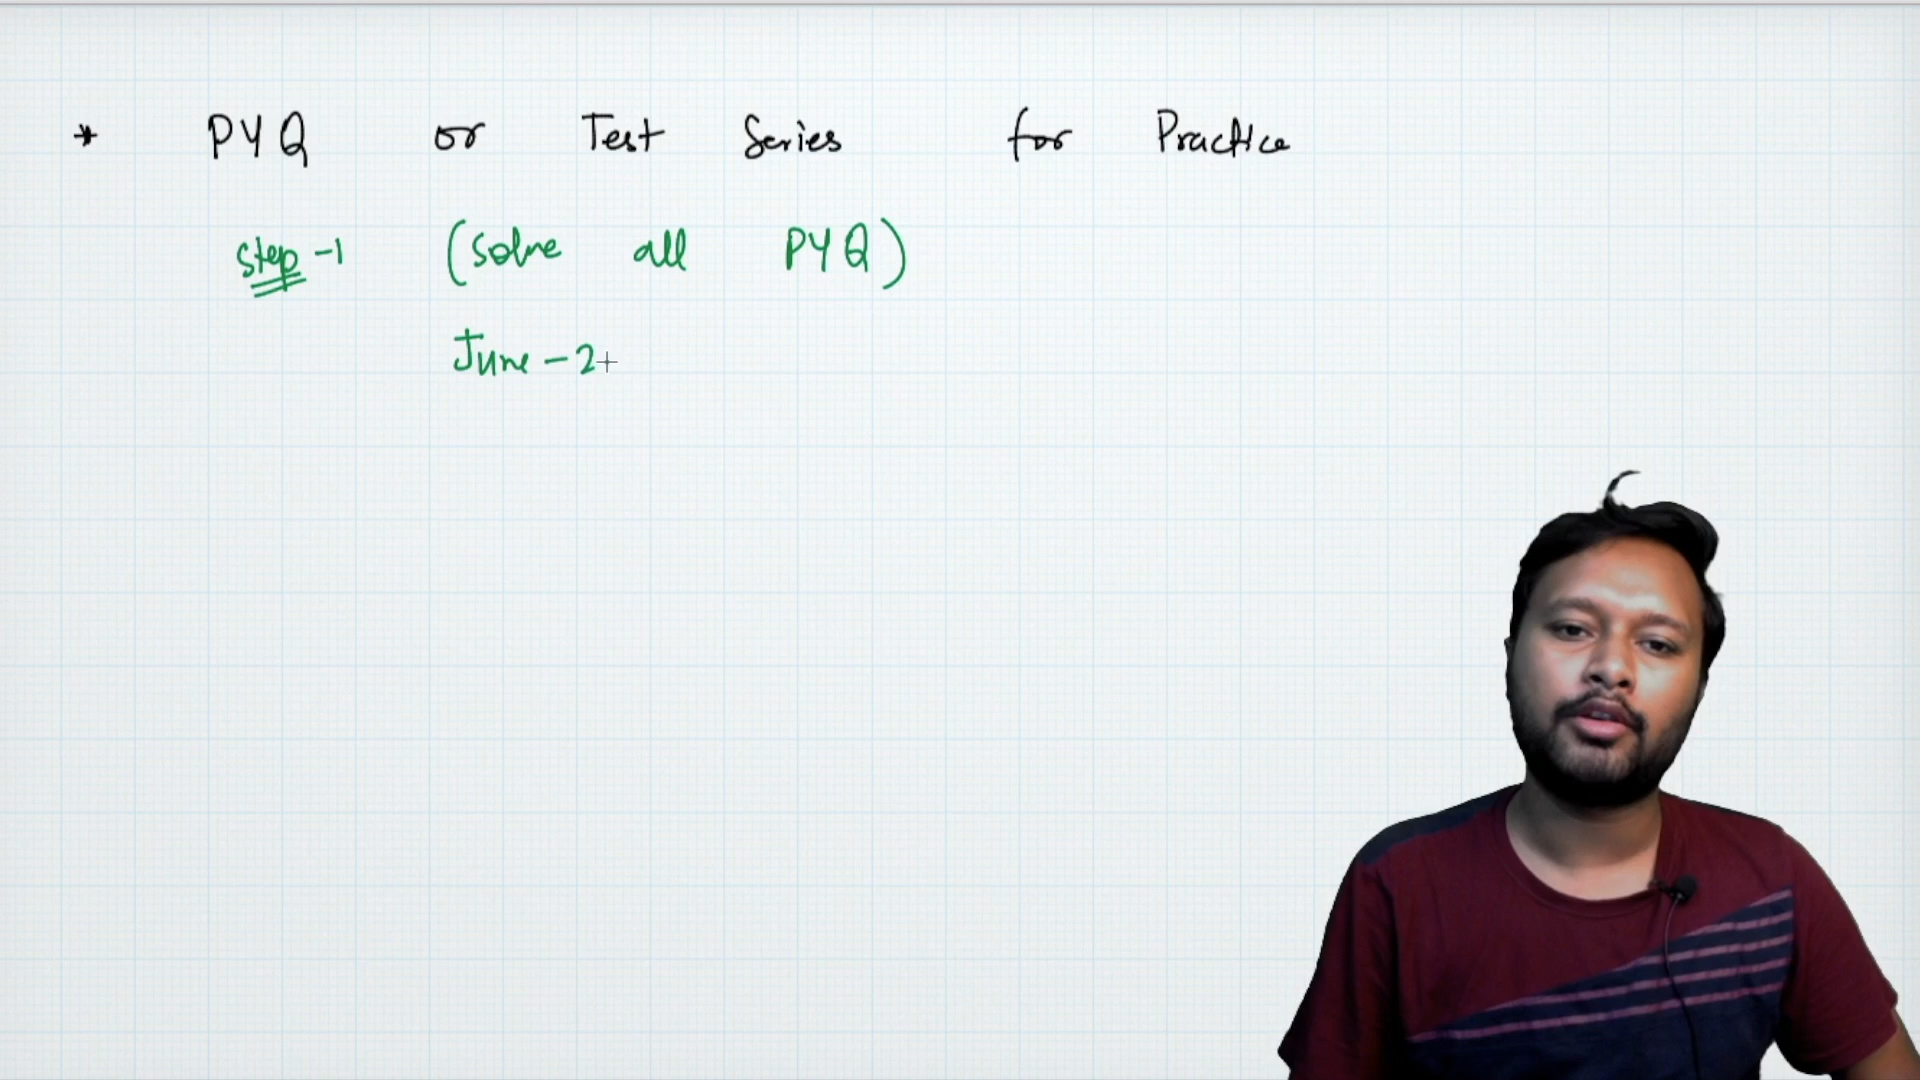 * PYQ or Test Series for Practice
Step-1 (Solve all PYQ)
June-2